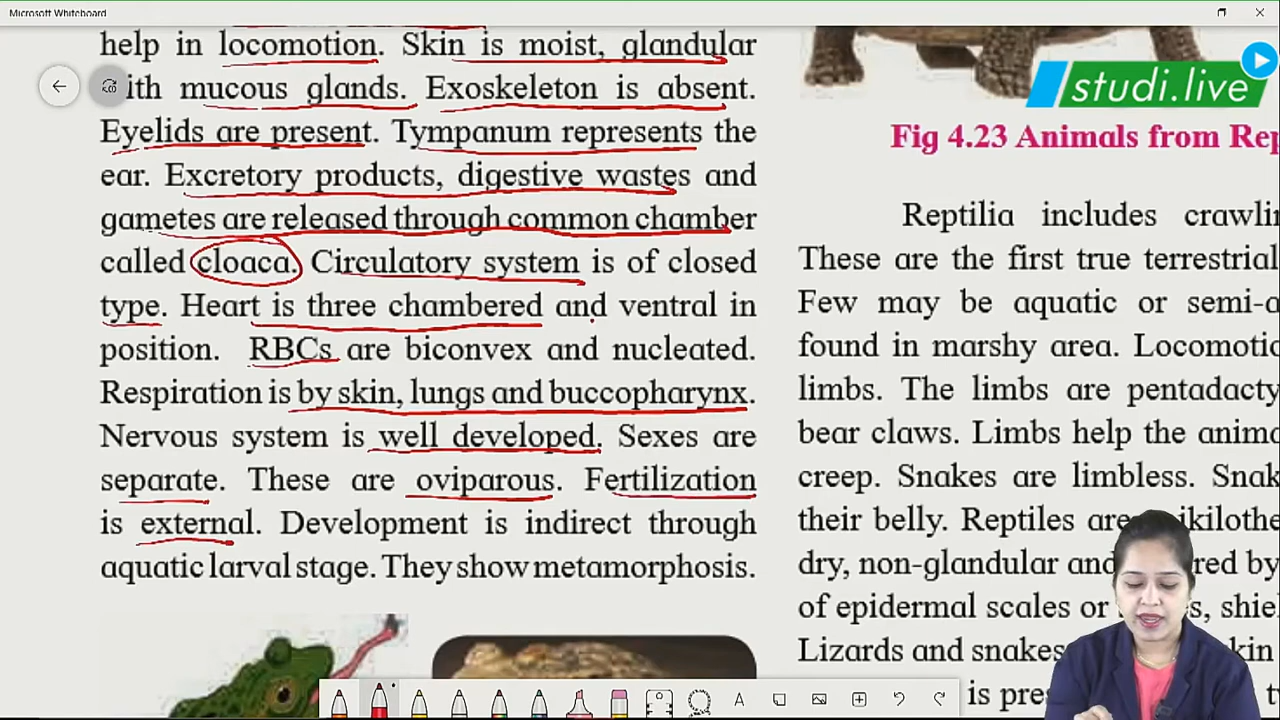 Microsoft Whiteboard
help in locomotion. Skin is moist, glandular
with mucous glands. Exoskeleton is absent.
Eyelids are present. Tympanum represents the
ear. Excretory products, digestive wastes and
gametes are released through common chamber
called cloaca. Circulatory system is of closed
type. Heart is three chambered and ventral in
position. RBCs are biconvex and nucleated.
Respiration is by skin, lungs and buccopharynx.
Nervous system is well developed. Sexes are
separate. These are oviparous. Fertilization
is external. Development is indirect through
aquatic larval stage. They show metamorphosis.
studi.live
Fig 4.23 Animals from Rep
Reptilia includes crawli
These are the first true terrestrial
Few may be aquatic or semi-a
found in marshy area. Locomotio
limbs. The limbs are pentadacty
bear claws. Limbs help the anima
creep. Snakes are limbless. Snak
their belly. Reptiles are ikilothe
dry, non-glandular and red by
of epidermal scales or s, shiel
Lizards and snakes kin
is pres t